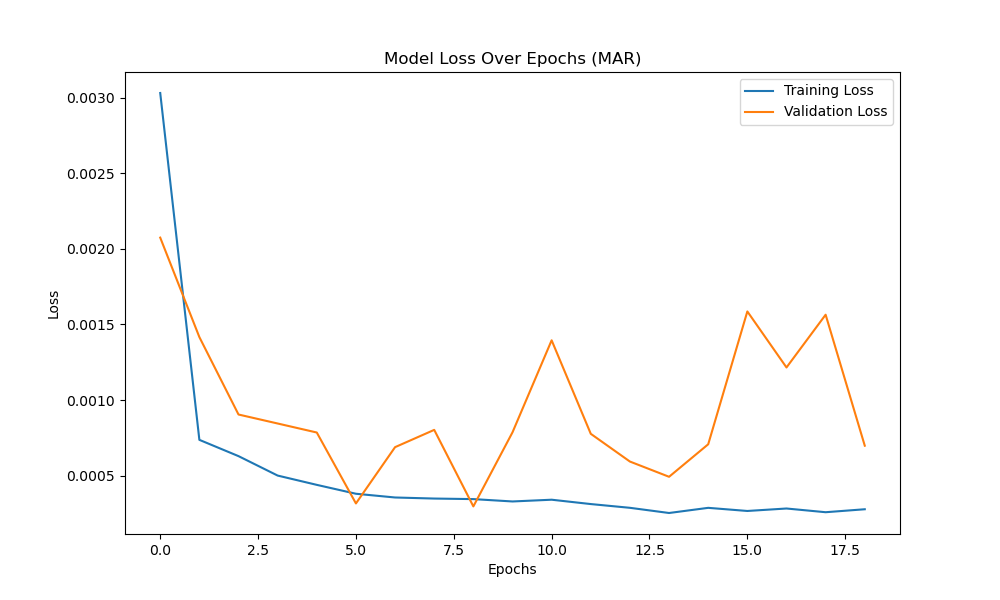 Model Loss Over Epochs (MAR)
Training Loss
Validation Loss
0.0030
0.0025
0.0020
0.0015
0.0010
0.0005
Loss
0.0 2.5 5.0 7.5 10.0 12.5 15.0 17.5
Epochs